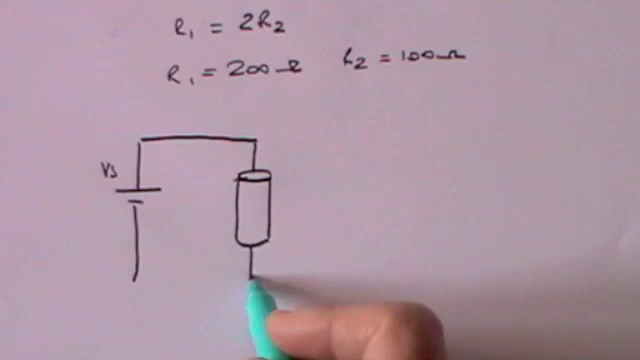 R₁ = 2R₂
R₁ = 200Ω R₂ = 100Ω
Vs